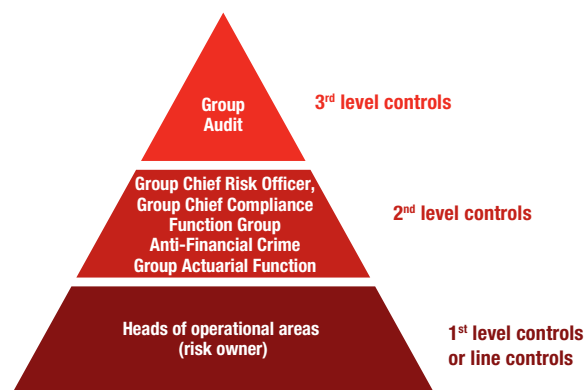 Group
Audit
3rd level controls
Group Chief Risk Officer,
Group Chief Compliance
Function Group
Anti-Financial Crime
Group Actuarial Function
2nd level controls
Heads of operational areas
(risk owner)
1st level controls
or line controls